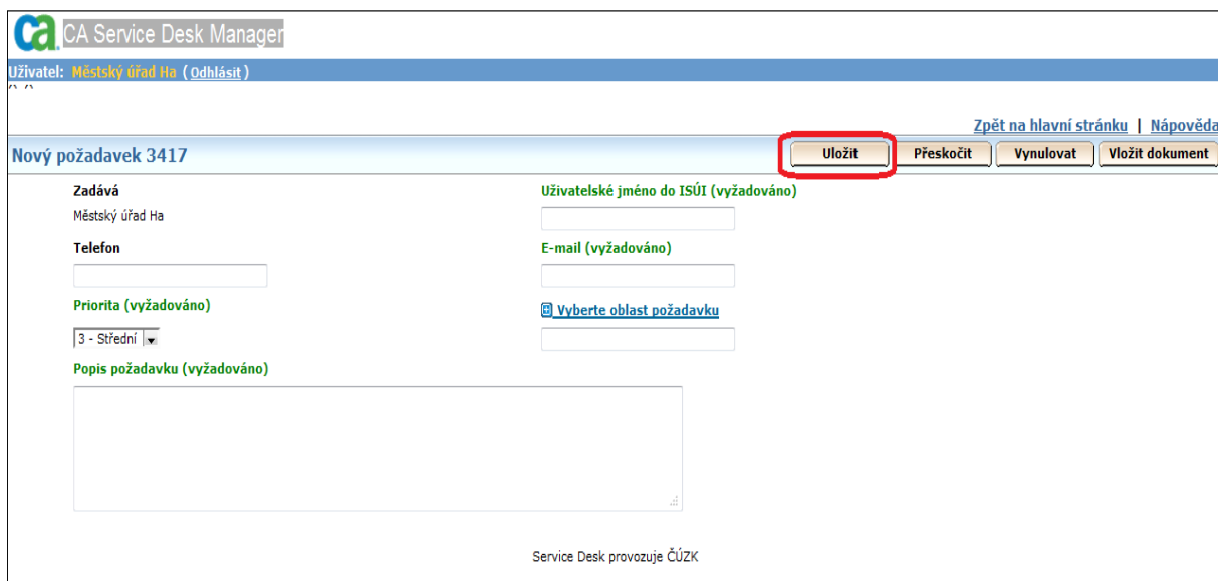 ca CA Service Desk Manager
Uživatel: Městský úřad Ha (Odhlásit)
Zpět na hlavní stránku | Nápověda
Nový požadavek 3417 Uložit Přeskočit Vynulovat Vložit dokument
Zadává Uživatelské jméno do ISÚI (vyžadováno)
Městský úřad Ha
Telefon E-mail (vyžadováno)
Priorita (vyžadováno) Vyberte oblast požadavku
3 - Střední
Popis požadavku (vyžadováno)
Service Desk provozuje ČÚZK